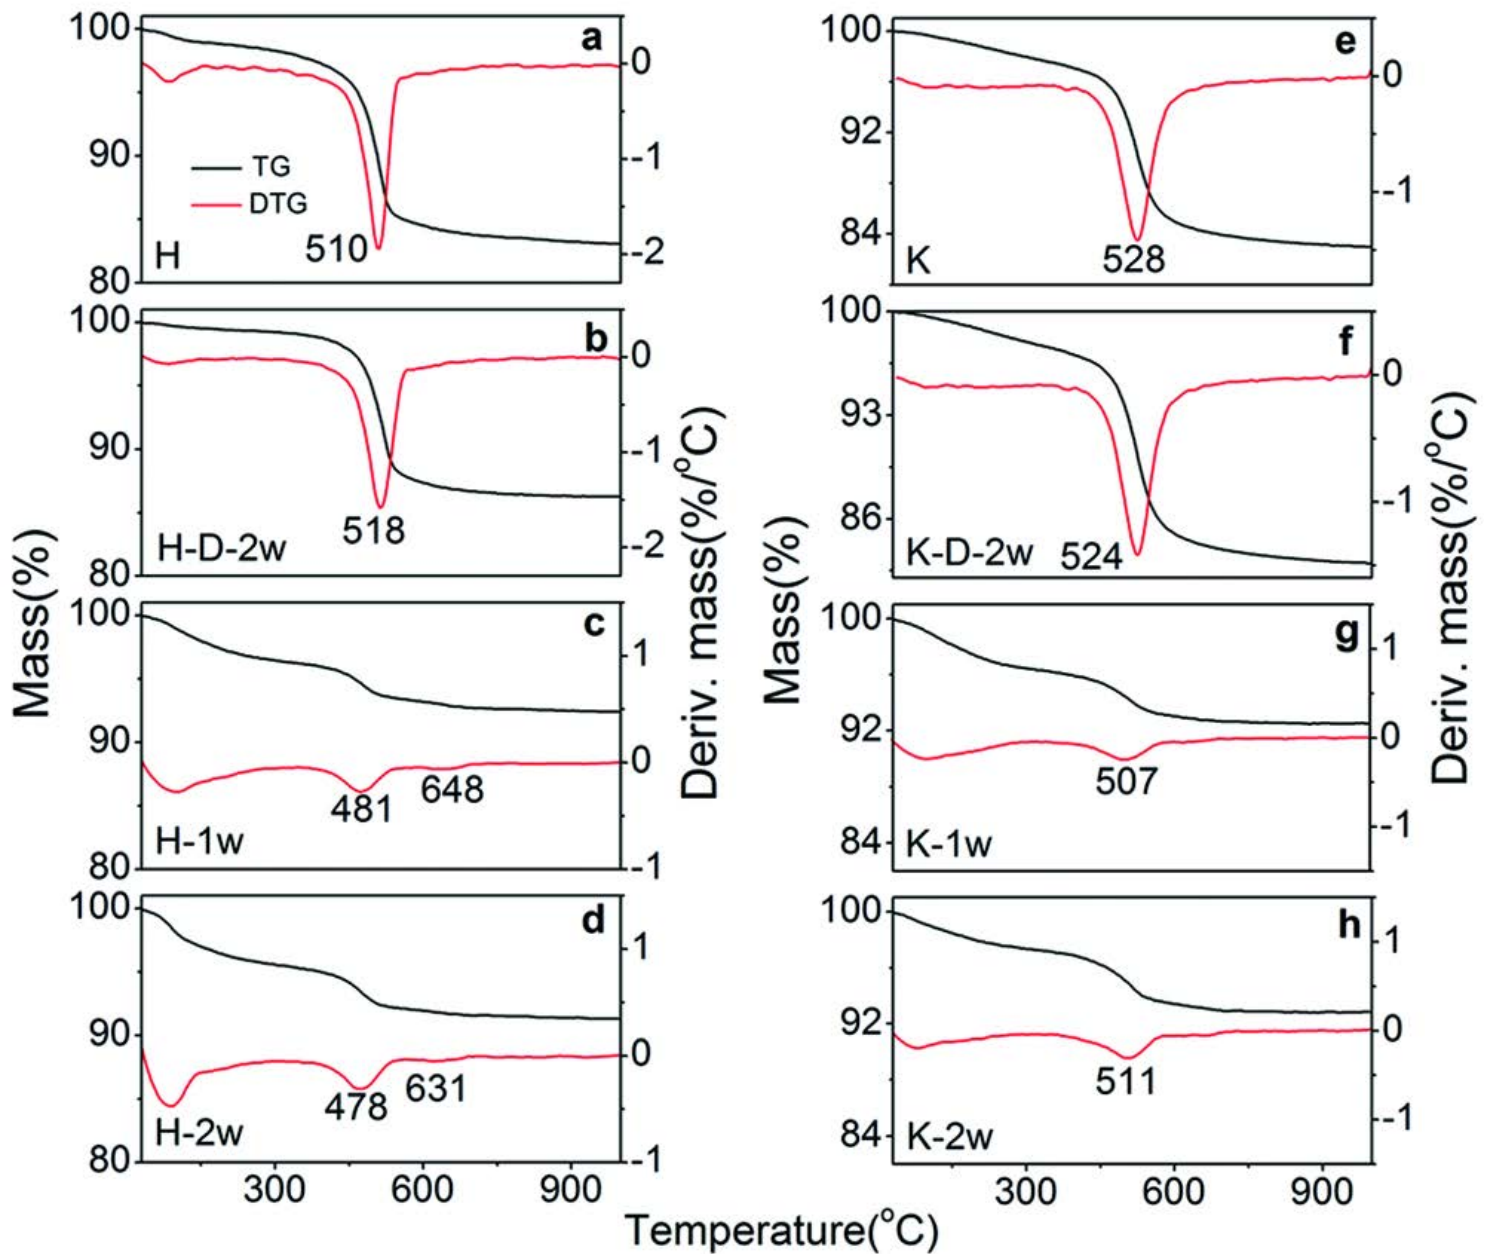 100
90
80
a
0
-1
-2
TG
DTG
510
H
100
90
80
b
0
-1
-2
518
H-D-2w
100
90
80
c
1
0
-1
481
648
H-1w
100
90
80
d
1
0
-1
478
631
H-2w
300
600
900
Mass(%)
Deriv. mass(%/°C)
100
92
84
e
0
-1
528
K
100
93
86
f
0
-1
524
K-D-2w
100
92
84
g
1
0
-1
507
K-1w
100
92
84
h
1
0
-1
511
K-2w
300
600
900
Mass(%)
Deriv. mass(%/°C)
Temperature(°C)